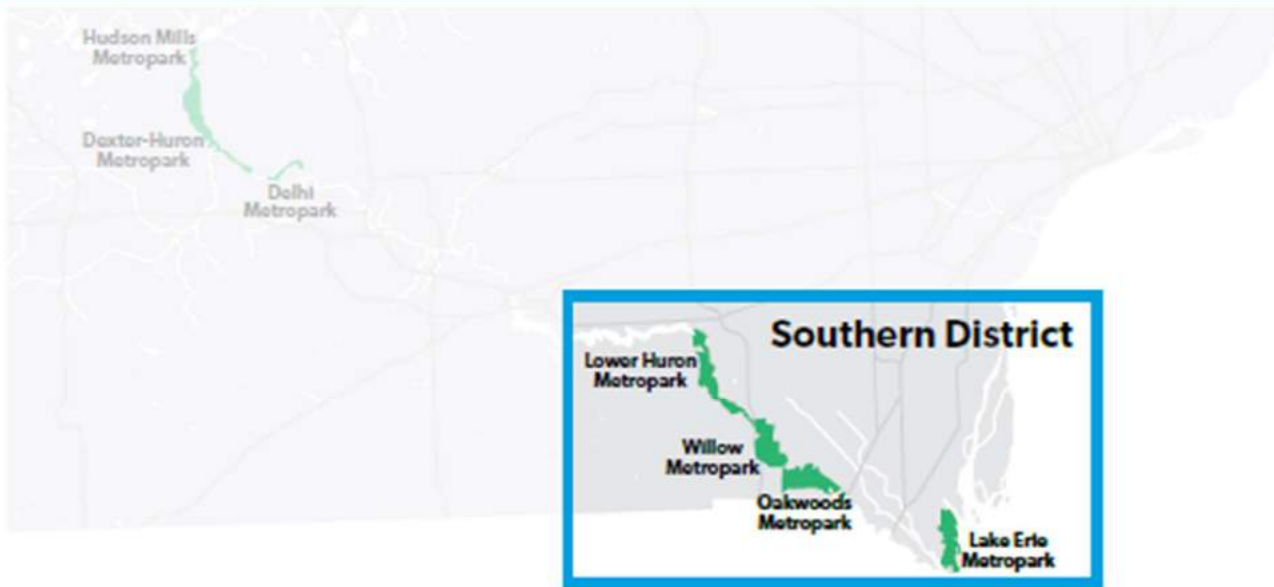 Hudson Mills
Metropark
Dexter-Huron
Metropark
Delhi
Metropark
Southern District
Lower Huron
Metropark
Willow
Metropark
Oakwoods
Metropark
Lake Erie
Metropark